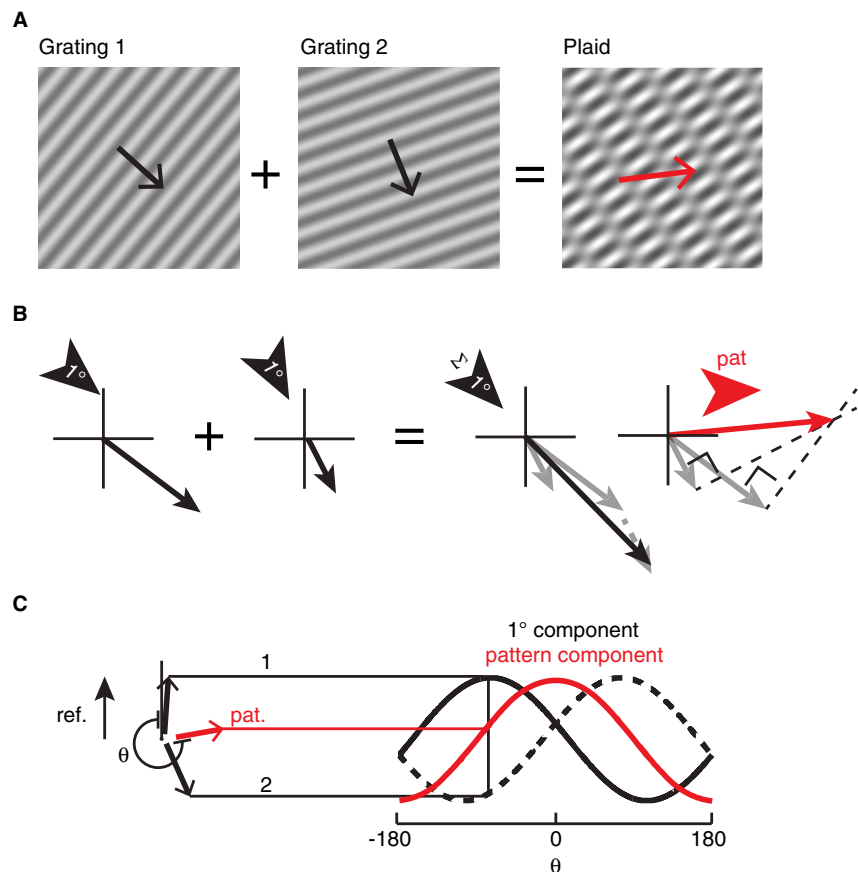 A
Grating 1
Grating 2
Plaid
+
=
B
1°
+
1°
=
Σ
1°
pat
C
1° component
pattern component
1
ref.
pat.
θ
2
-180
0
180
θ